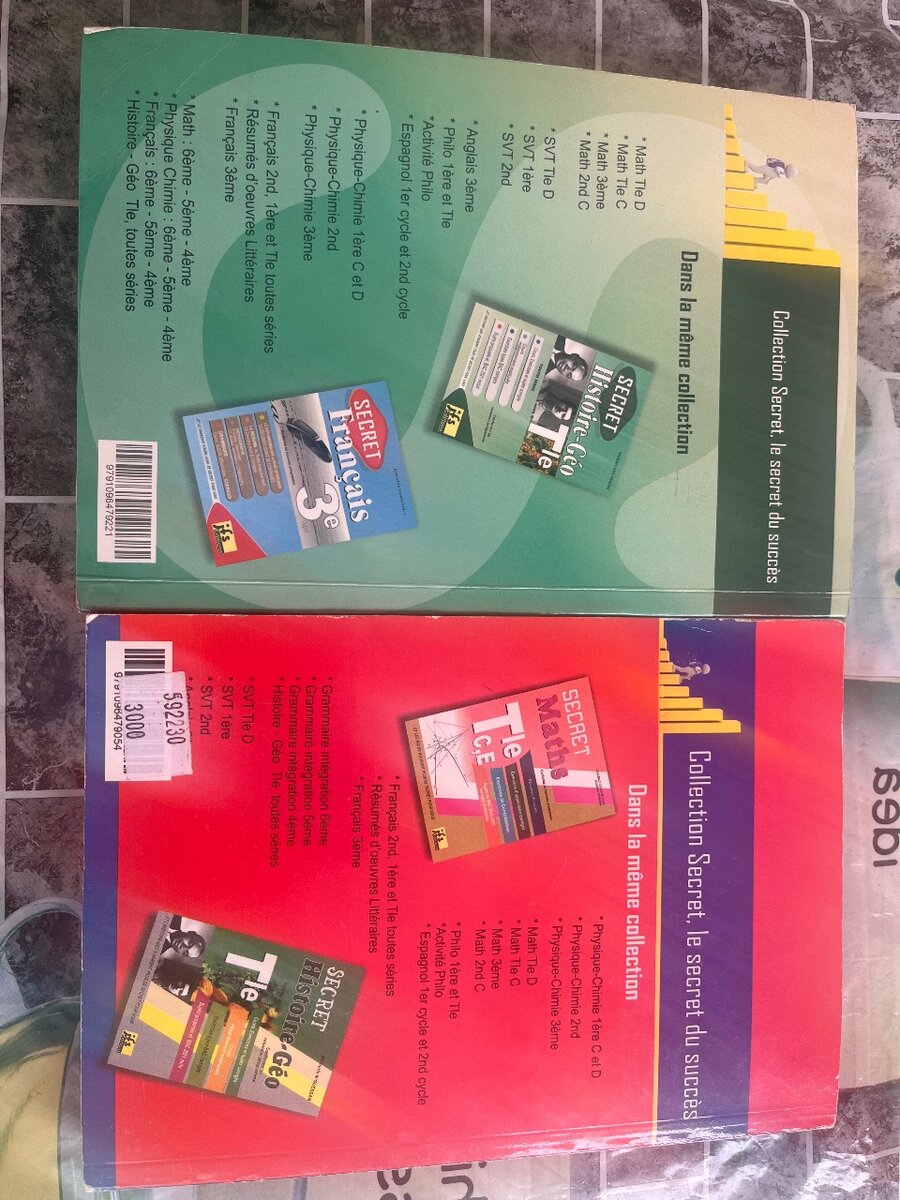 Collection Secret, le secret du succès
Dans la même collection
* Math Tle D
* Math Tle C
* Math 3ème
* Math 2nd C
* SVT Tle D
* SVT 1ère
* SVT 2nd
* Anglais 3ème
* Philo 1ère et Tle
*Activité Philo
* Espagnol 1er cycle et 2nd cycle
* Physique-Chimie 1ère C et D
* Physique-Chimie 2nd
* Physique-Chimie 3ème
* Français 2nd, 1ère et Tle toutes séries
* Résumés d'oeuvres Littéraires
* Français 3ème
* Math : 6ème - 5ème - 4ème
* Physique Chimie : 6ème - 5ème - 4ème
* Français : 6ème - 5ème - 4ème
* Histoire - Géo Tle, toutes séries
SECRET
Histoire-Géo
Tle
jfs
SECRET
Français
3e
jfs
9791096479221
Collection Secret, le secret du succès
Dans la même collection
* Physique-Chimie 1ère C et D
* Physique-Chimie 2nd
* Physique-Chimie 3ème
* Math Tle D
* Math Tle C
* Math 3ème
* Math 2nd C
* Philo 1ère et Tle
*Activité Philo
* Espagnol 1er cycle et 2nd cycle
SECRET
Maths
Tle
C,E
jfs
* Français 2nd, 1ère et Tle toutes séries
* Résumés d'oeuvres Littéraires
* Français 3ème
* Grammaire intégration 6ème
* Grammaire intégration 5ème
* Grammaire intégration 4ème
* Histoire - Géo Tle toutes séries
* SVT Tle D
* SVT 1ère
* SVT 2nd
SECRET
Histoire-Géo
Tle
jfs
592230
3000
9791096479054
idea